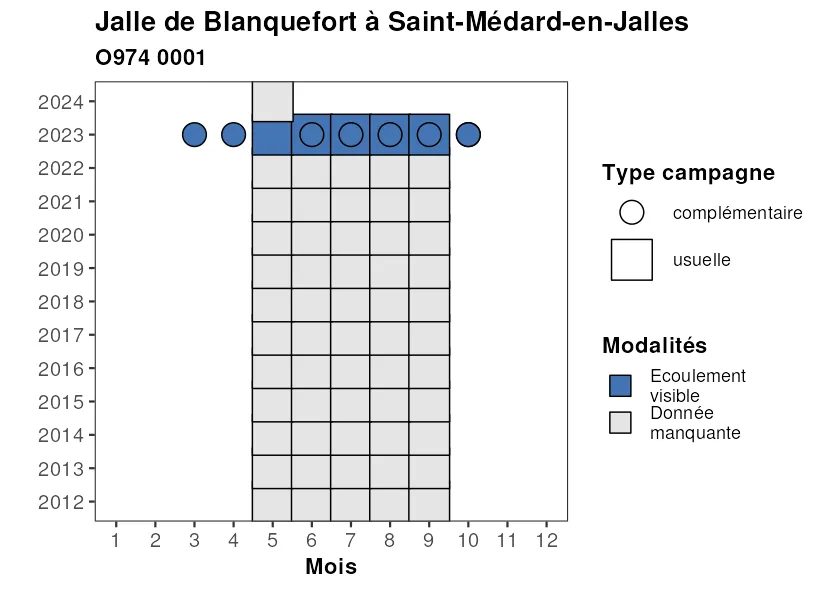 Jalle de Blanquefort à Saint-Médard-en-Jalles
O974 0001
2024
2023
2022
2021
2020
2019
2018
2017
2016
2015
2014
2013
2012
1 2 3 4 5 6 7 8 9 10 11 12
Mois
Type campagne
complémentaire
usuelle
Modalités
Ecoulement
visible
Donnée
manquante